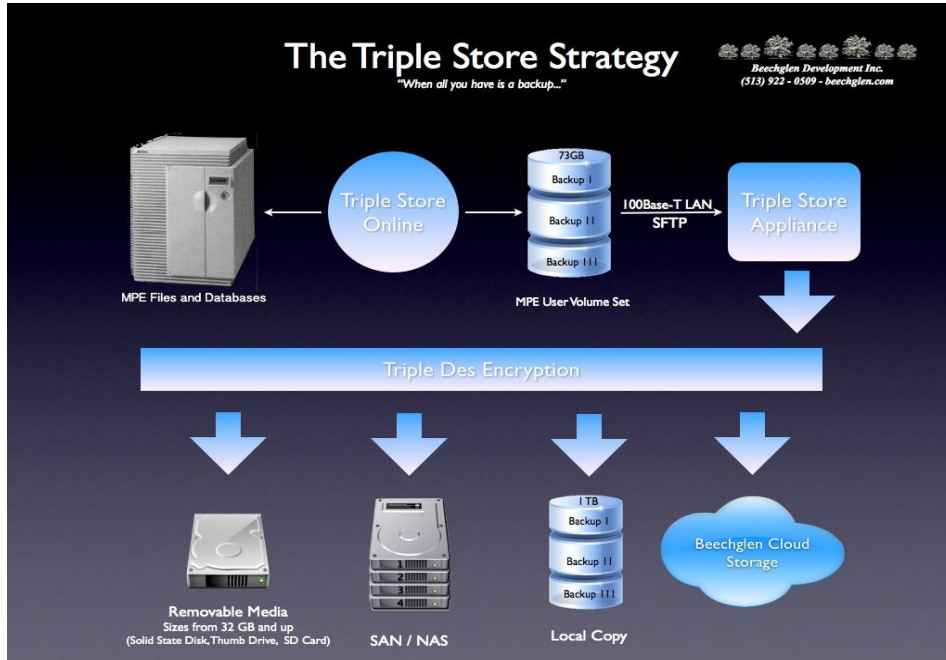 The Triple Store Strategy
"When all you have is a backup..."
Beechglen Development Inc.
(513) 922 - 0509 - beechglen.com
MPE Files and Databases
Triple Store
Online
73GB
Backup I
Backup II
Backup III
MPE User Volume Set
100Base-T LAN
SFTP
Triple Store
Appliance
Triple Des Encryption
Removable Media
Sizes from 32 GB and up
(Solid State Disk, Thumb Drive, SD Card)
1
2
3
4
SAN / NAS
1 TB
Backup I
Backup II
Backup III
Local Copy
Beechglen Cloud
Storage